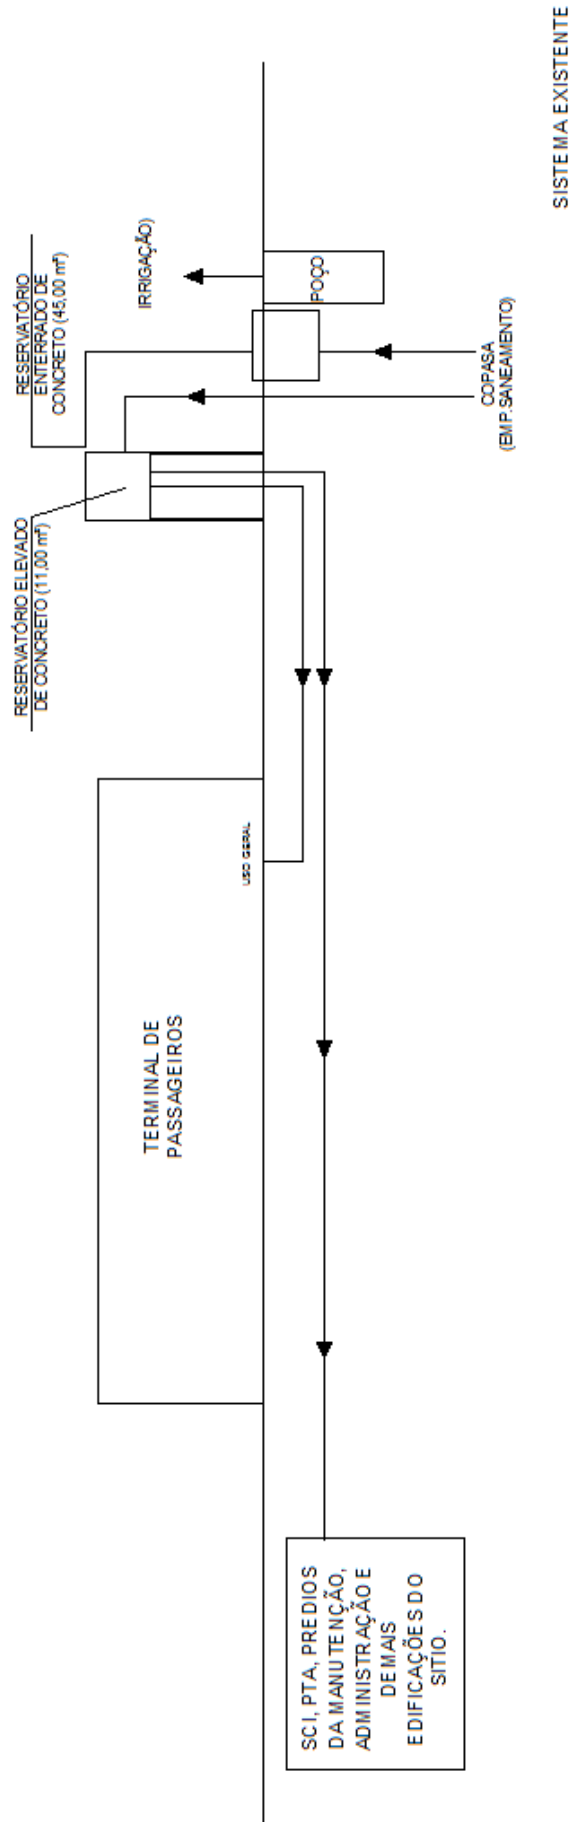 SISTEMA EXISTENTE
RESERVATÓRIO
ENTERRADO DE
CONCRETO (45,00 m³)
IRRIGAÇÃO)
POÇO
COPASA
(EMP.SANEAMENTO)
RESERVATÓRIO ELEVADO
DE CONCRETO (11,00 m³)
USO GERAL
TERMINAL DE
PASSAGEIROS
SCI, PTA, PREDIOS
DA MANUTENÇÃO,
ADMINISTRAÇÃO E
DEMAIS
EDIFICAÇÕES DO
SITIO.